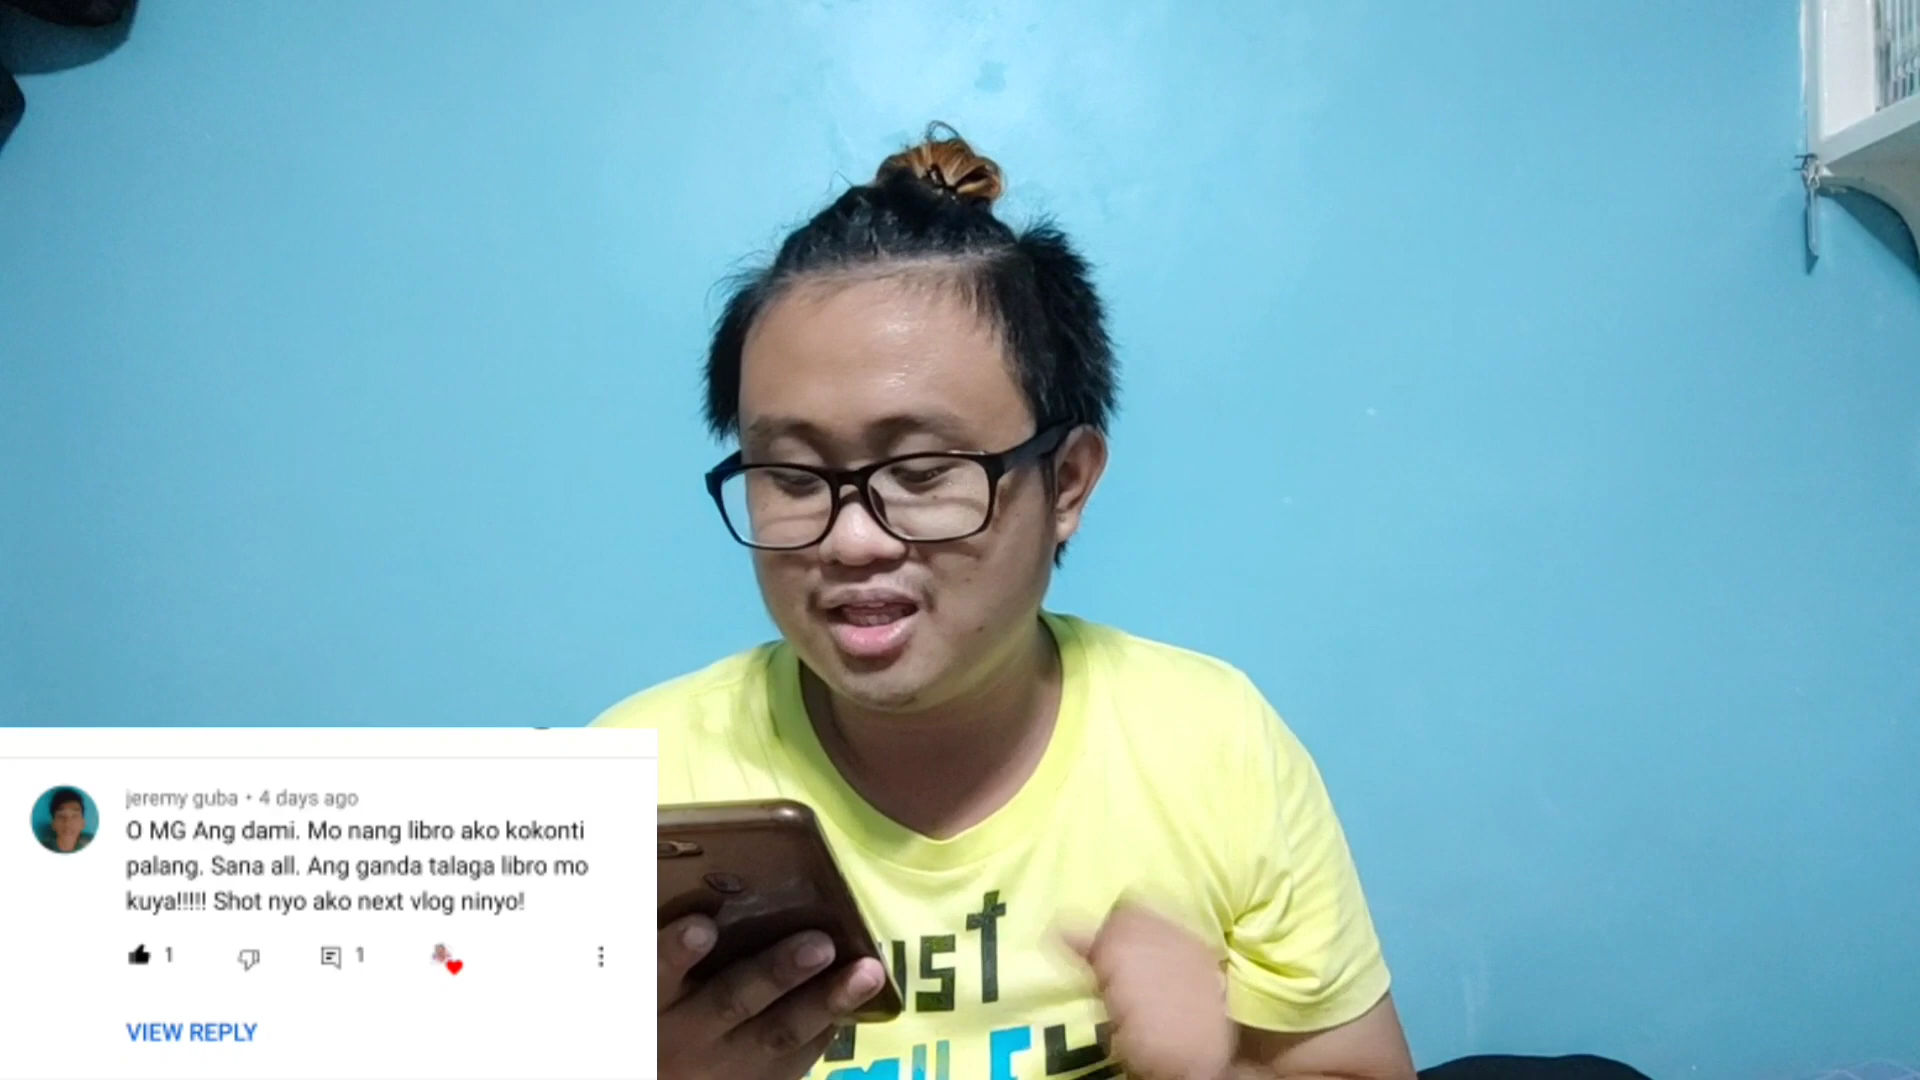 jeremy guba • 4 days ago
O MG Ang dami. Mo nang libro ako kokonti
palang. Sana all. Ang ganda talaga libro mo
kuya!!!!! Shot nyo ako next vlog ninyo!
1 1
VIEW REPLY